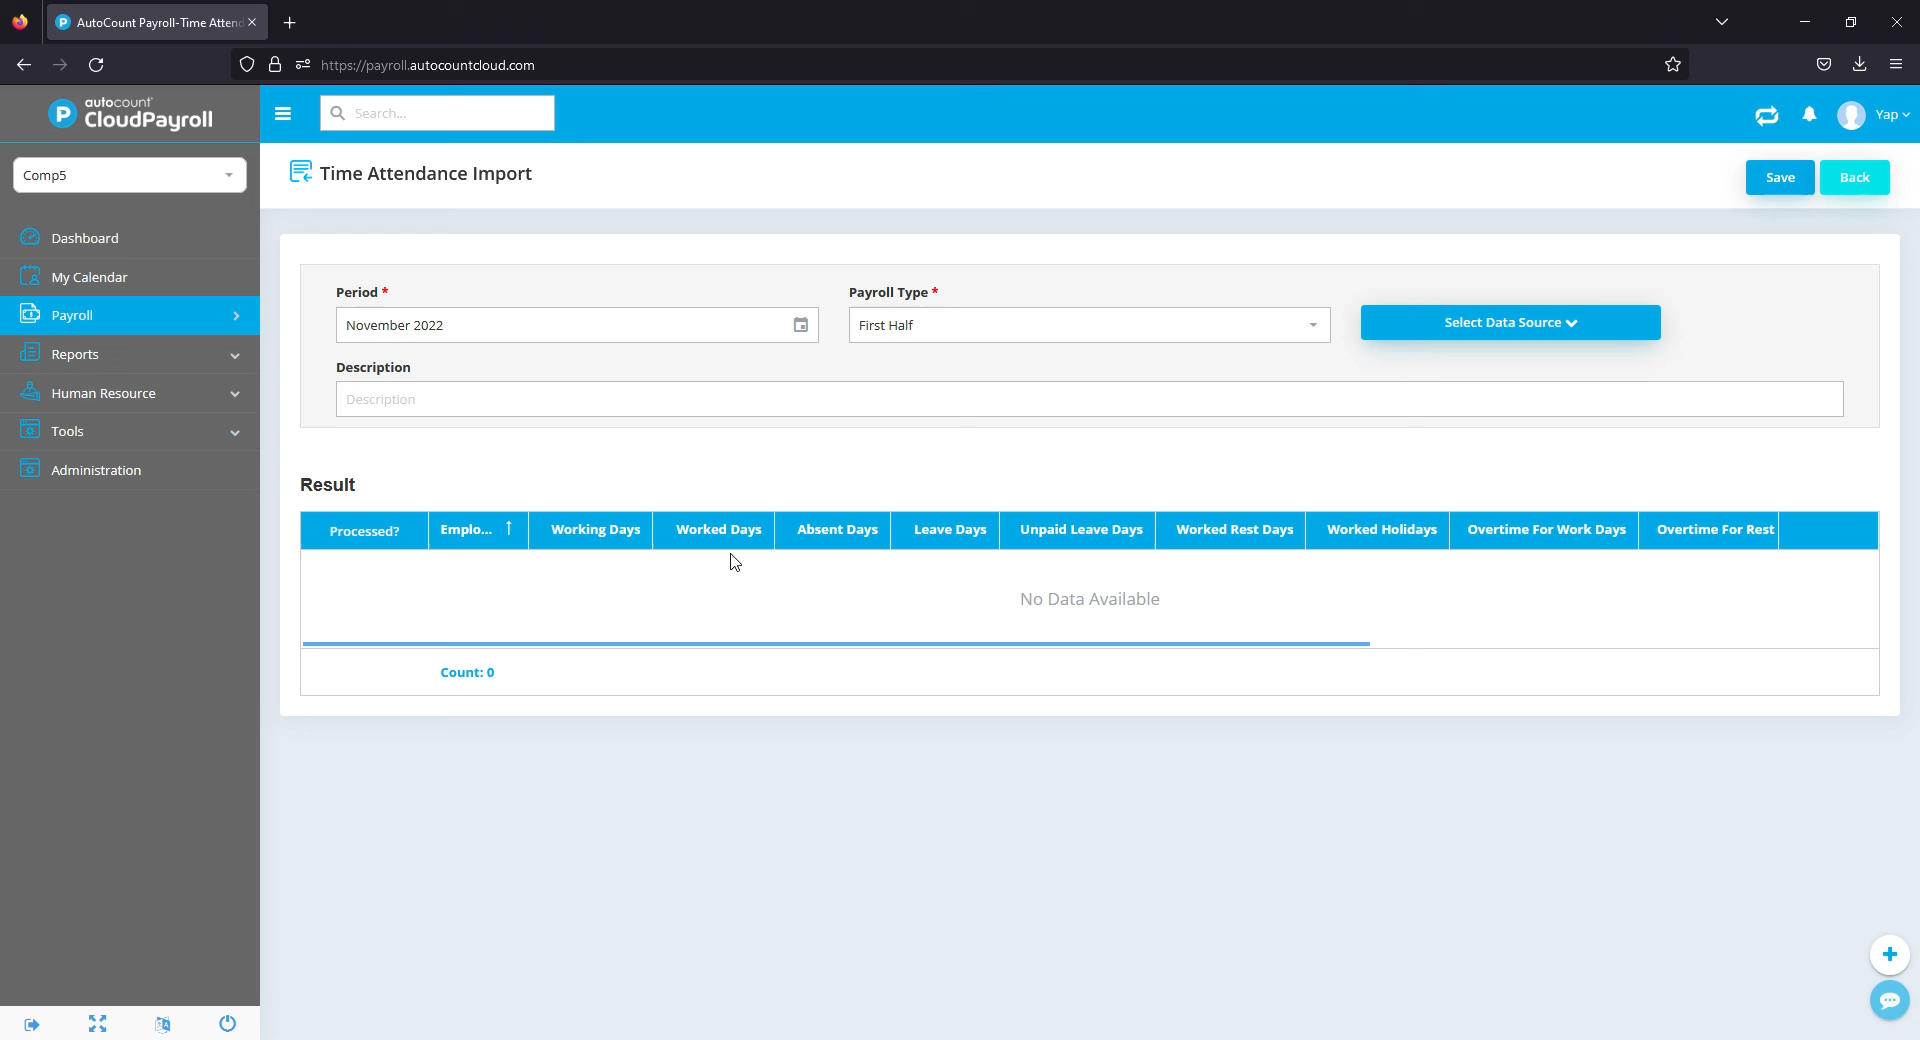 AutoCount Payroll-Time Attend
https://payroll.autocountcloud.com
autocount
CloudPayroll
Search...
Yap
Comp5
Time Attendance Import
Save
Back
Dashboard
My Calendar
Payroll
Reports
Human Resource
Tools
Administration
Period *
Payroll Type *
November 2022
First Half
Select Data Source
Description
Description
Result
Processed?
Emplo...
Working Days
Worked Days
Absent Days
Leave Days
Unpaid Leave Days
Worked Rest Days
Worked Holidays
Overtime For Work Days
Overtime For Rest
No Data Available
Count: 0